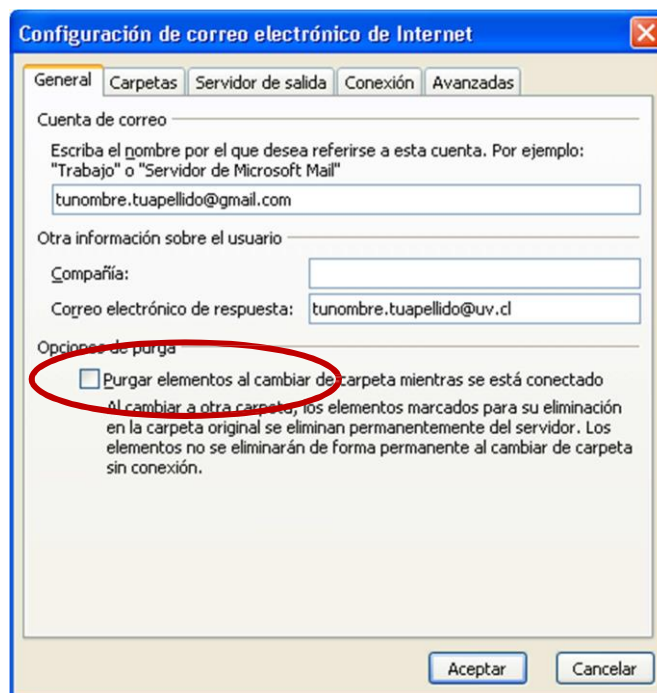 Configuración de correo electrónico de Internet
General Carpetas Servidor de salida Conexión Avanzadas
Cuenta de correo
Escriba el nombre por el que desea referirse a esta cuenta. Por ejemplo:
"Trabajo" o "Servidor de Microsoft Mail"
tunombre.tuapellido@gmail.com
Otra información sobre el usuario
Compañía:
Correo electrónico de respuesta: tunombre.tuapellido@uv.cl
Opciones de purga
Purgar elementos al cambiar de carpeta mientras se está conectado
Al cambiar a otra carpeta, los elementos marcados para su eliminación
en la carpeta original se eliminan permanentemente del servidor. Los
elementos no se eliminarán de forma permanente al cambiar de carpeta
sin conexión.
Aceptar Cancelar